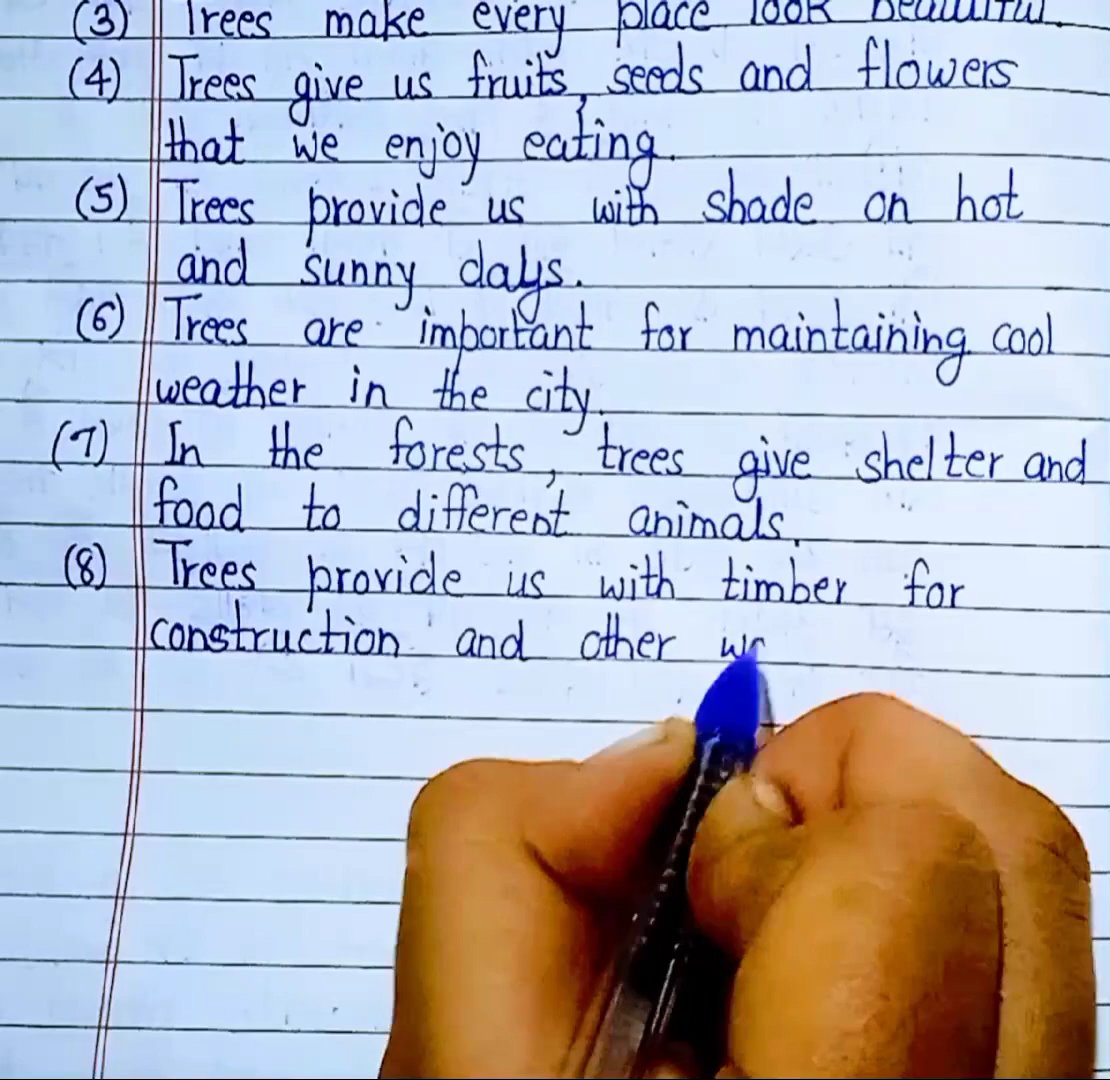 (3) Trees make every place look beautiful.
(4) Trees give us fruits, seeds and flowers
that we enjoy eating.
(5) Trees provide us with shade on hot
and sunny days.
(6) Trees are important for maintaining cool
weather in the city.
(7) In the forests, trees give shelter and
food to different animals.
(8) Trees provide us with timber for
construction and other